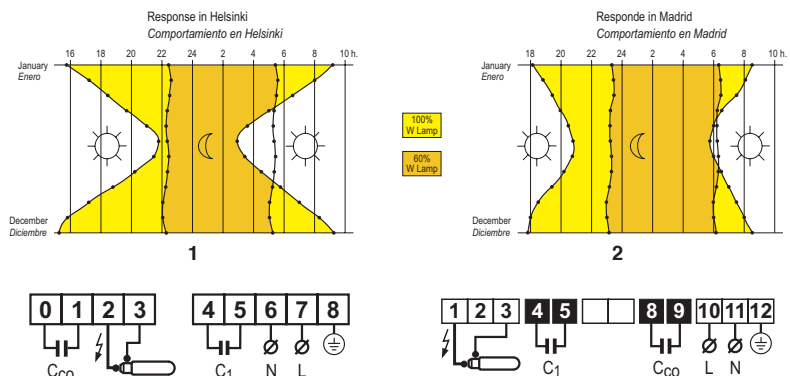 Response in Helsinki
Comportamiento en Helsinki
16 18 20 22 24 2 4 6 8 10 h.
January
Enero
December
Diciembre
1
100%
W Lamp
60%
W Lamp
Responde in Madrid
Comportamiento en Madrid
18 20 22 24 2 4 6 8 10 h.
January
Enero
December
Diciembre
2
0 1 2 3
Cco
4 5 6 7 8
C1 N L
1 2 3 4 5 8 9 10 11 12
C1 Cco L N